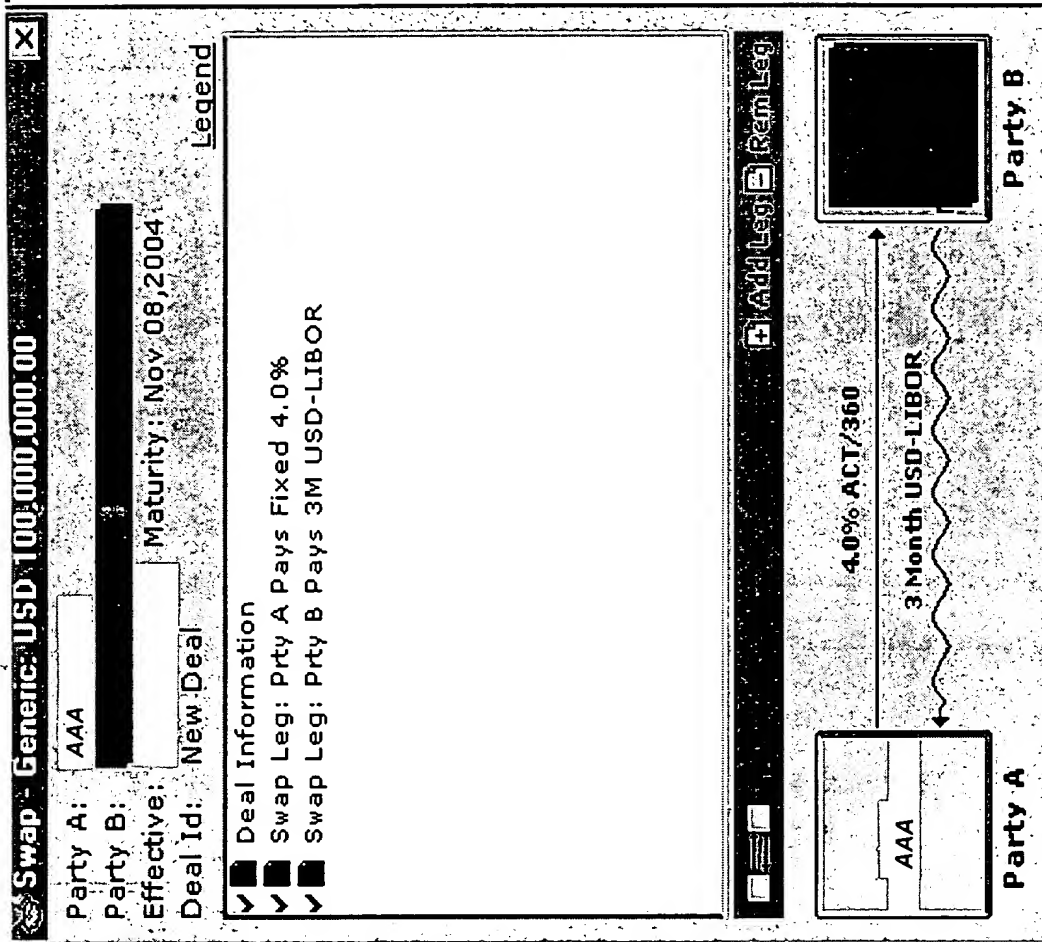 Swap - Generic: USD 100,000,000.00
Party A: AAA
Party B:
Effective: Maturity: Nov 08,2004
Deal Id: New Deal
Legend
Deal Information
Swap Leg: Prty A Pays Fixed 4.0%
Swap Leg: Prty B Pays 3M USD-LIBOR
+ Add Leg - Rem Leg
4.0% ACT/360
3 Month USD-LIBOR
AAA
Party A
Party B